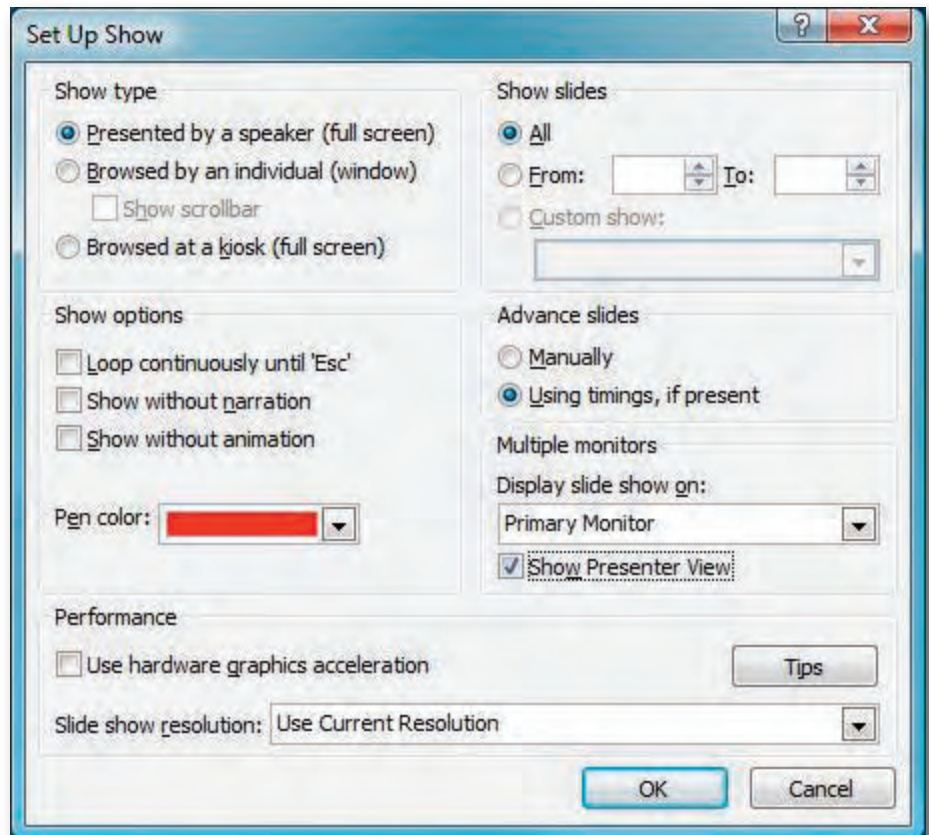 Set Up Show
?
X
Show type
Presented by a speaker (full screen)
Browsed by an individual (window)
Show scrollbar
Browsed at a kiosk (full screen)
Show slides
All
From:
To:
Custom show:
Show options
Loop continuously until 'Esc'
Show without narration
Show without animation
Pen color:
Advance slides
Manually
Using timings, if present
Multiple monitors
Display slide show on:
Primary Monitor
Show Presenter View
Performance
Use hardware graphics acceleration
Tips
Slide show resolution: Use Current Resolution
OK
Cancel